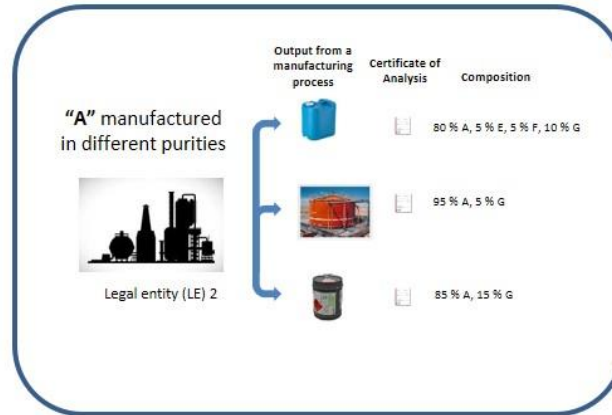 Output from a
manufacturing
process
Certificate of
Analysis
Composition
"A" manufactured
in different purities
80 % A, 5 % E, 5 % F, 10 % G
95 % A, 5 % G
Legal entity (LE) 2
85 % A, 15 % G